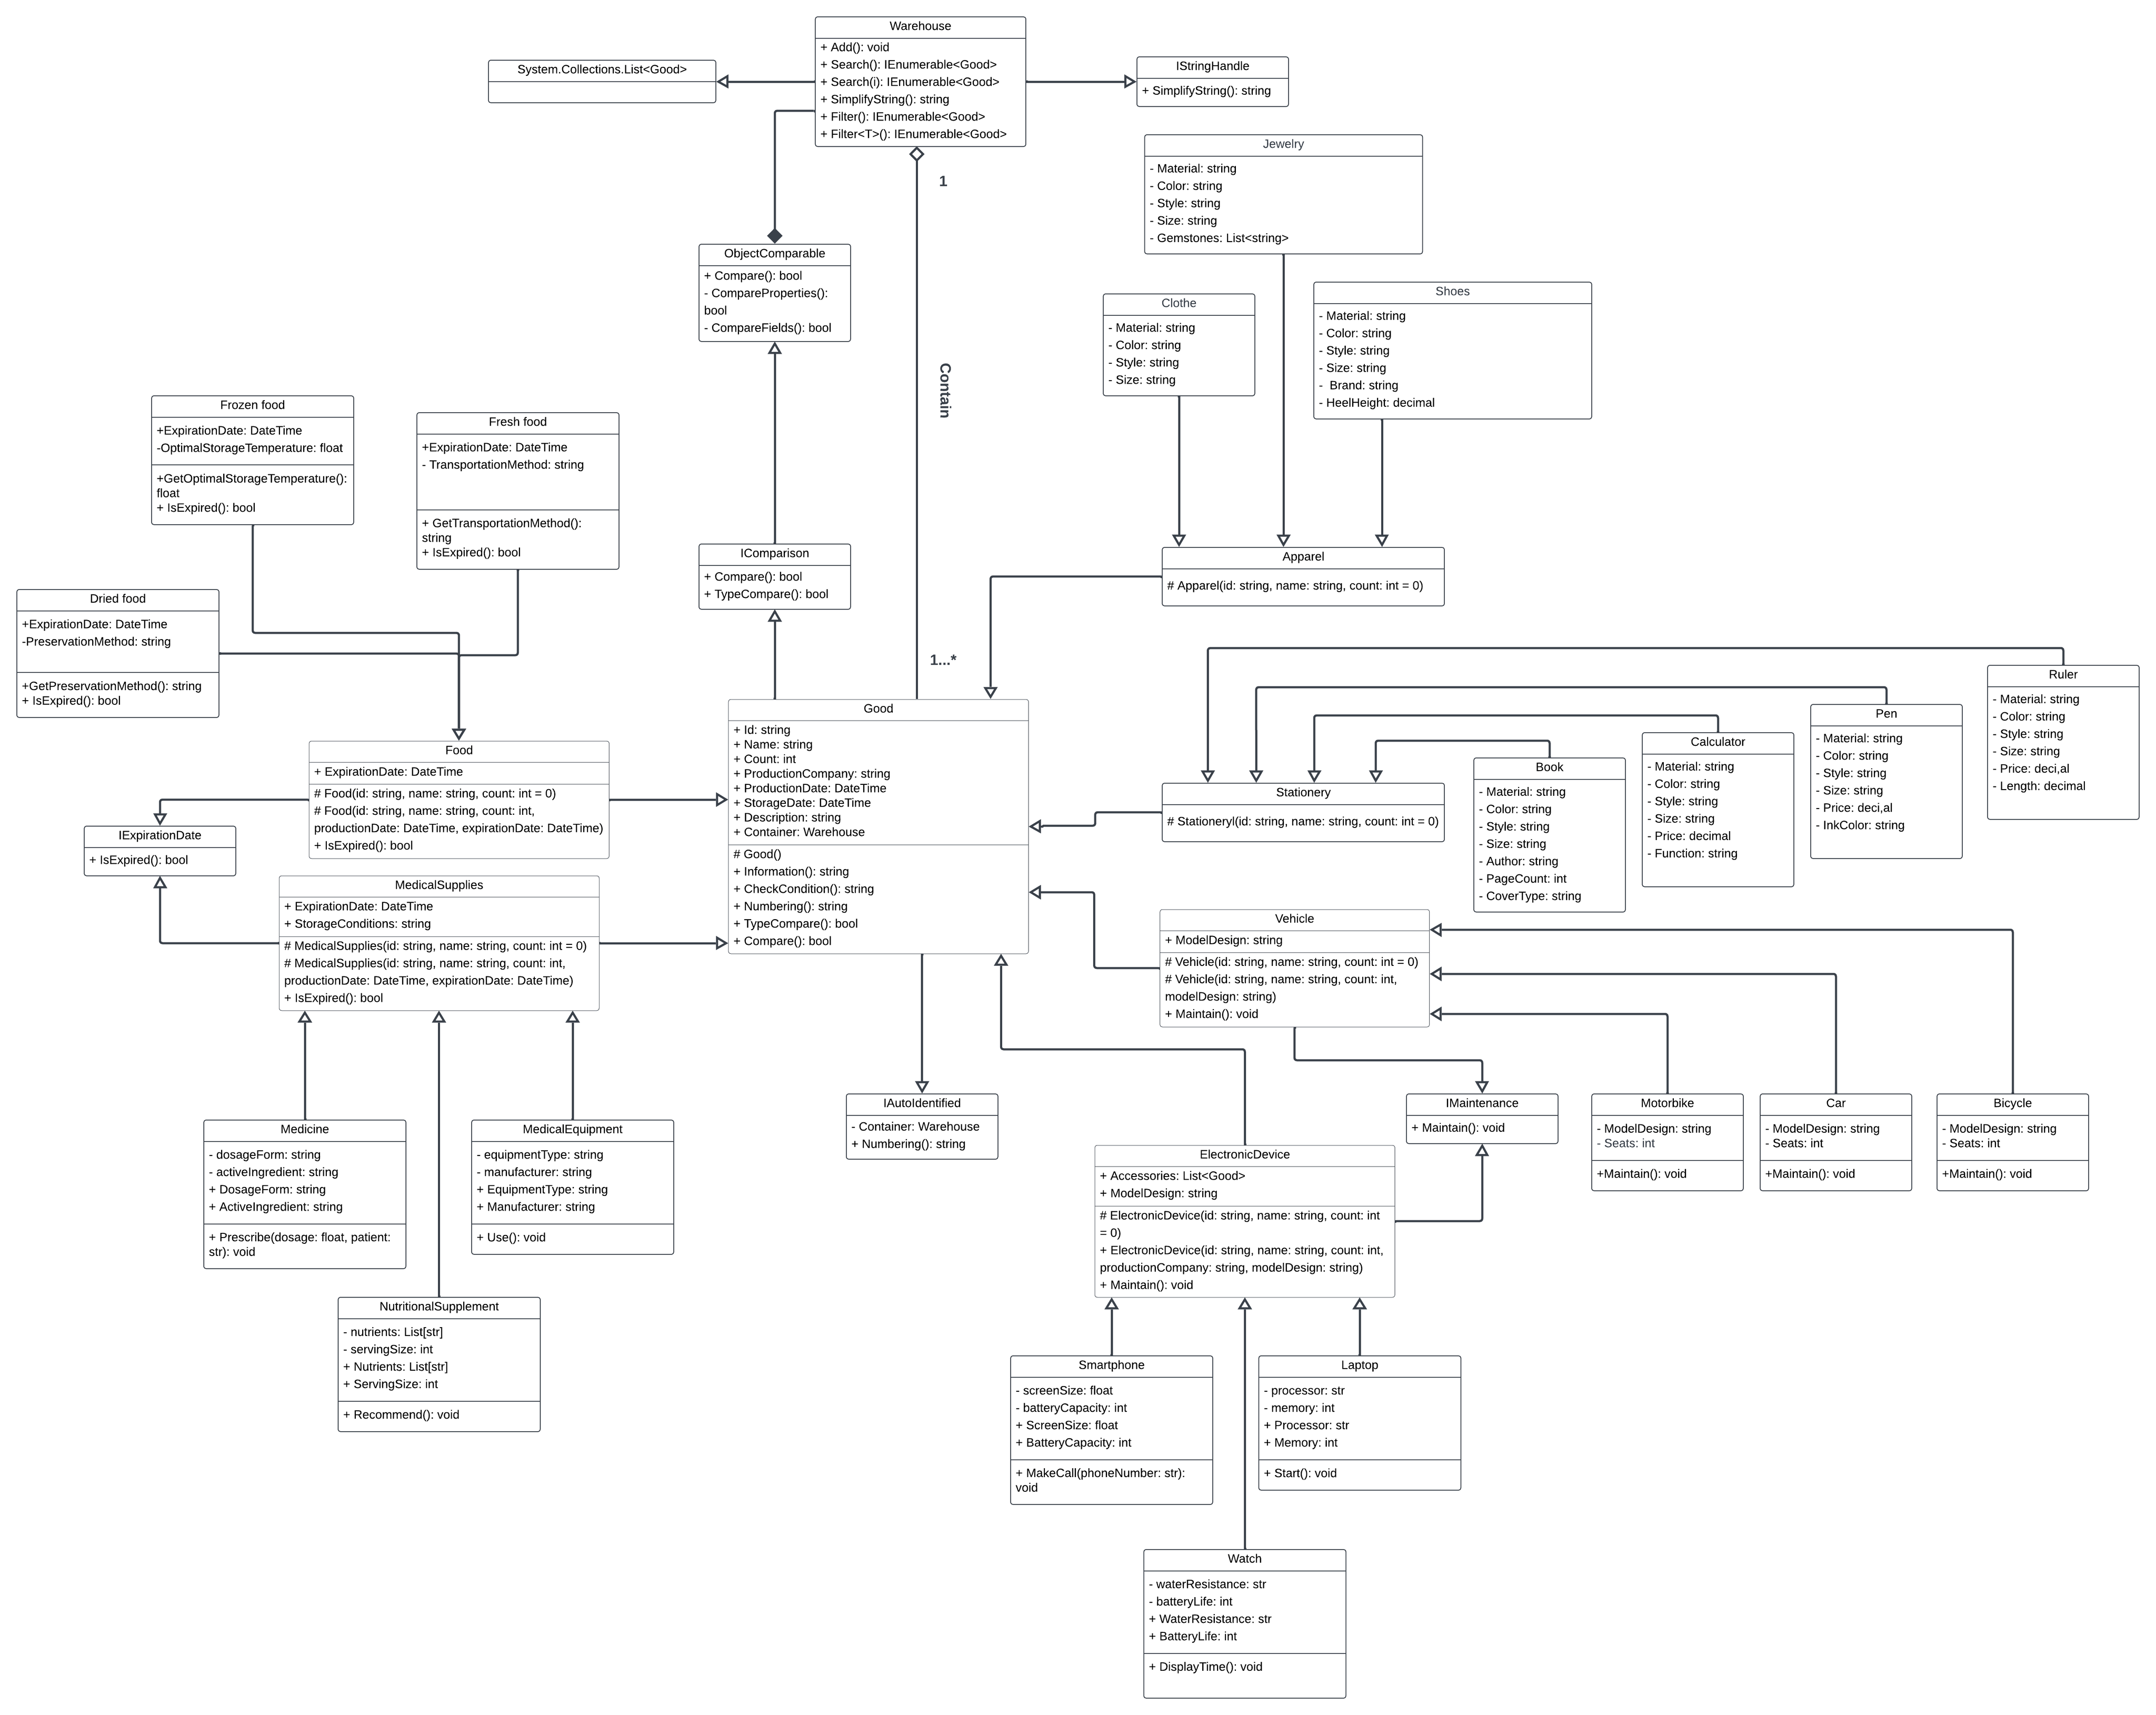 Warehouse
+ Add(): void
+ Search(): IEnumerable<Good>
+ Search(i): IEnumerable<Good>
+ SimplifyString(): string
+ Filter(): IEnumerable<Good>
+ Filter<T>(): IEnumerable<Good>
System.Collections.List<Good>
IStringHandle
+ SimplifyString(): string
1
Contain
1...*
Jewelry
- Material: string
- Color: string
- Style: string
- Size: string
- Gemstones: List<string>
ObjectComparable
+ Compare(): bool
- CompareProperties():
bool
- CompareFields(): bool
Clothe
- Material: string
- Color: string
- Style: string
- Size: string
Shoes
- Material: string
- Color: string
- Style: string
- Size: string
-  Brand: string
- HeelHeight: decimal
Frozen food
+ExpirationDate: DateTime
-OptimalStorageTemperature: float
+GetOptimalStorageTemperature():
float
+ IsExpired(): bool
Fresh food
+ExpirationDate: DateTime
- TransportationMethod: string
+ GetTransportationMethod():
string
+ IsExpired(): bool
IComparison
+ Compare(): bool
+ TypeCompare(): bool
Apparel
# Apparel(id: string, name: string, count: int = 0)
Dried food
+ExpirationDate: DateTime
-PreservationMethod: string
+GetPreservationMethod(): string
+ IsExpired(): bool
Food
+ ExpirationDate: DateTime
# Food(id: string, name: string, count: int = 0)
# Food(id: string, name: string, count: int,
productionDate: DateTime, expirationDate: DateTime)
+ IsExpired(): bool
Good
+ Id: string
+ Name: string
+ Count: int
+ ProductionCompany: string
+ ProductionDate: DateTime
+ StorageDate: DateTime
+ Description: string
+ Container: Warehouse
# Good()
+ Information(): string
+ CheckCondition(): string
+ Numbering(): string
+ TypeCompare(): bool
+ Compare(): bool
Stationery
# Stationeryl(id: string, name: string, count: int = 0)
Book
- Material: string
- Color: string
- Style: string
- Size: string
- Author: string
- PageCount: int
- CoverType: string
Calculator
- Material: string
- Color: string
- Style: string
- Size: string
- Price: decimal
- Function: string
Pen
- Material: string
- Color: string
- Style: string
- Size: string
- Price: deci,al
- InkColor: string
Ruler
- Material: string
- Color: string
- Style: string
- Size: string
- Price: deci,al
- Length: decimal
IExpirationDate
+ IsExpired(): bool
MedicalSupplies
+ ExpirationDate: DateTime
+ StorageConditions: string
# MedicalSupplies(id: string, name: string, count: int = 0)
# MedicalSupplies(id: string, name: string, count: int,
productionDate: DateTime, expirationDate: DateTime)
+ IsExpired(): bool
Vehicle
+ ModelDesign: string
# Vehicle(id: string, name: string, count: int = 0)
# Vehicle(id: string, name: string, count: int,
modelDesign: string)
+ Maintain(): void
IAutoIdentified
- Container: Warehouse
+ Numbering(): string
IMaintenance
+ Maintain(): void
Motorbike
- ModelDesign: string
- Seats: int
+Maintain(): void
Car
- ModelDesign: string
- Seats: int
+Maintain(): void
Bicycle
- ModelDesign: string
- Seats: int
+Maintain(): void
Medicine
- dosageForm: string
- activeIngredient: string
+ DosageForm: string
+ ActiveIngredient: string
+ Prescribe(dosage: float, patient:
str): void
MedicalEquipment
- equipmentType: string
- manufacturer: string
+ EquipmentType: string
+ Manufacturer: string
+ Use(): void
ElectronicDevice
+ Accessories: List<Good>
+ ModelDesign: string
# ElectronicDevice(id: string, name: string, count: int
= 0)
+ ElectronicDevice(id: string, name: string, count: int,
productionCompany: string, modelDesign: string)
+ Maintain(): void
NutritionalSupplement
- nutrients: List[str]
- servingSize: int
+ Nutrients: List[str]
+ ServingSize: int
+ Recommend(): void
Smartphone
- screenSize: float
- batteryCapacity: int
+ ScreenSize: float
+ BatteryCapacity: int
+ MakeCall(phoneNumber: str):
void
Laptop
- processor: str
- memory: int
+ Processor: str
+ Memory: int
+ Start(): void
Watch
- waterResistance: str
- batteryLife: int
+ WaterResistance: str
+ BatteryLife: int
+ DisplayTime(): void